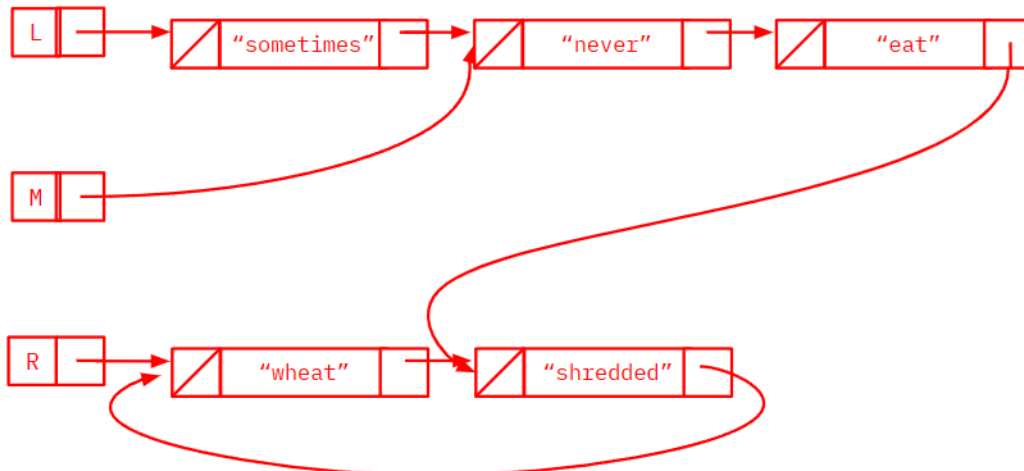 L “sometimes” “never” “eat”
M
R “wheat” “shredded”